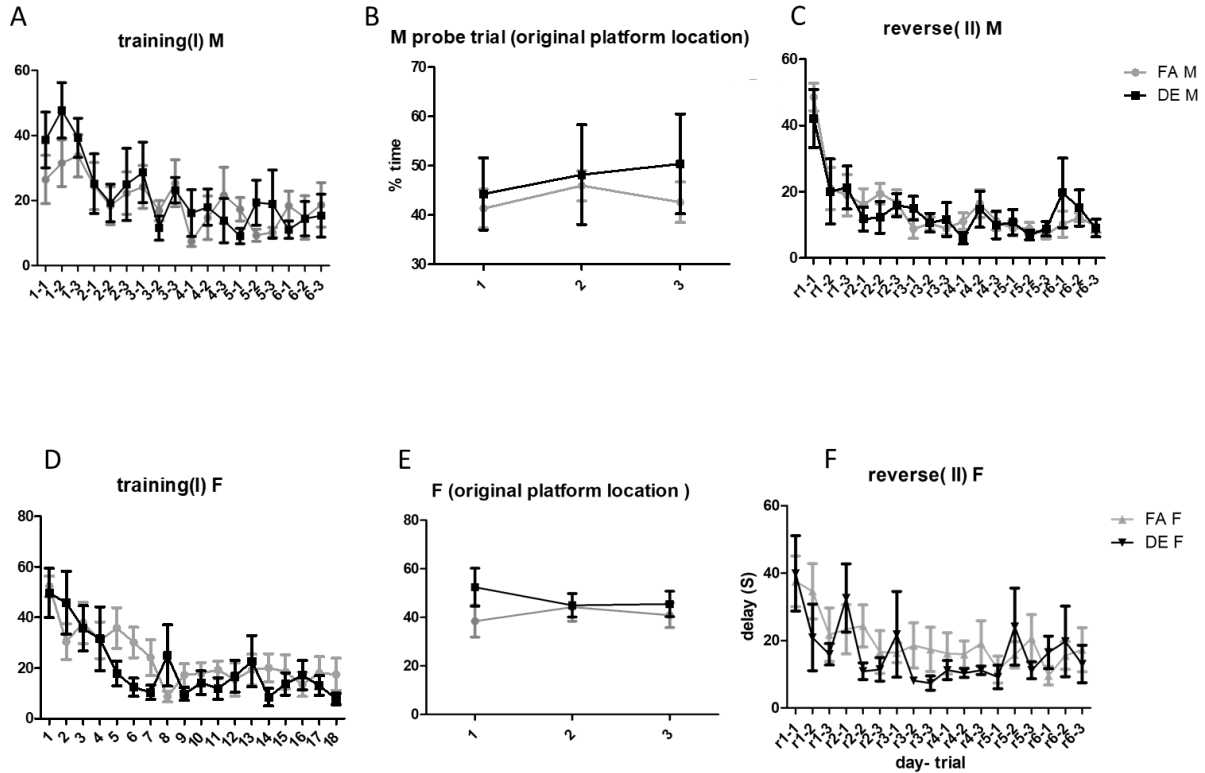 A
training(I) M
60
40
20
0
1-1
1-2
1-3
2-1
2-2
2-3
3-1
3-2
3-3
4-1
4-2
4-3
5-1
5-2
5-3
6-1
6-2
6-3
B
M probe trial (original platform location)
% time
70
60
50
40
30
1
2
3
C
reverse( II) M
60
40
20
0
r1-1
r1-2
r1-3
r2-1
r2-2
r2-3
r3-1
r3-2
r3-3
r4-1
r4-2
r4-3
r5-1
r5-2
r5-3
r6-1
r6-2
r6-3
FA M
DE M
D
training(I) F
80
60
40
20
0
1
2
3
4
5
6
7
8
9
10
11
12
13
14
15
16
17
18
E
F (original platform location )
80
60
40
20
0
1
2
3
F
reverse( II) F
delay (S)
60
40
20
0
r1-1
r1-2
r1-3
r2-1
r2-2
r2-3
r3-1
r3-2
r3-3
r4-1
r4-2
r4-3
r5-1
r5-2
r5-3
r6-1
r6-2
r6-3
day- trial
FA F
DE F